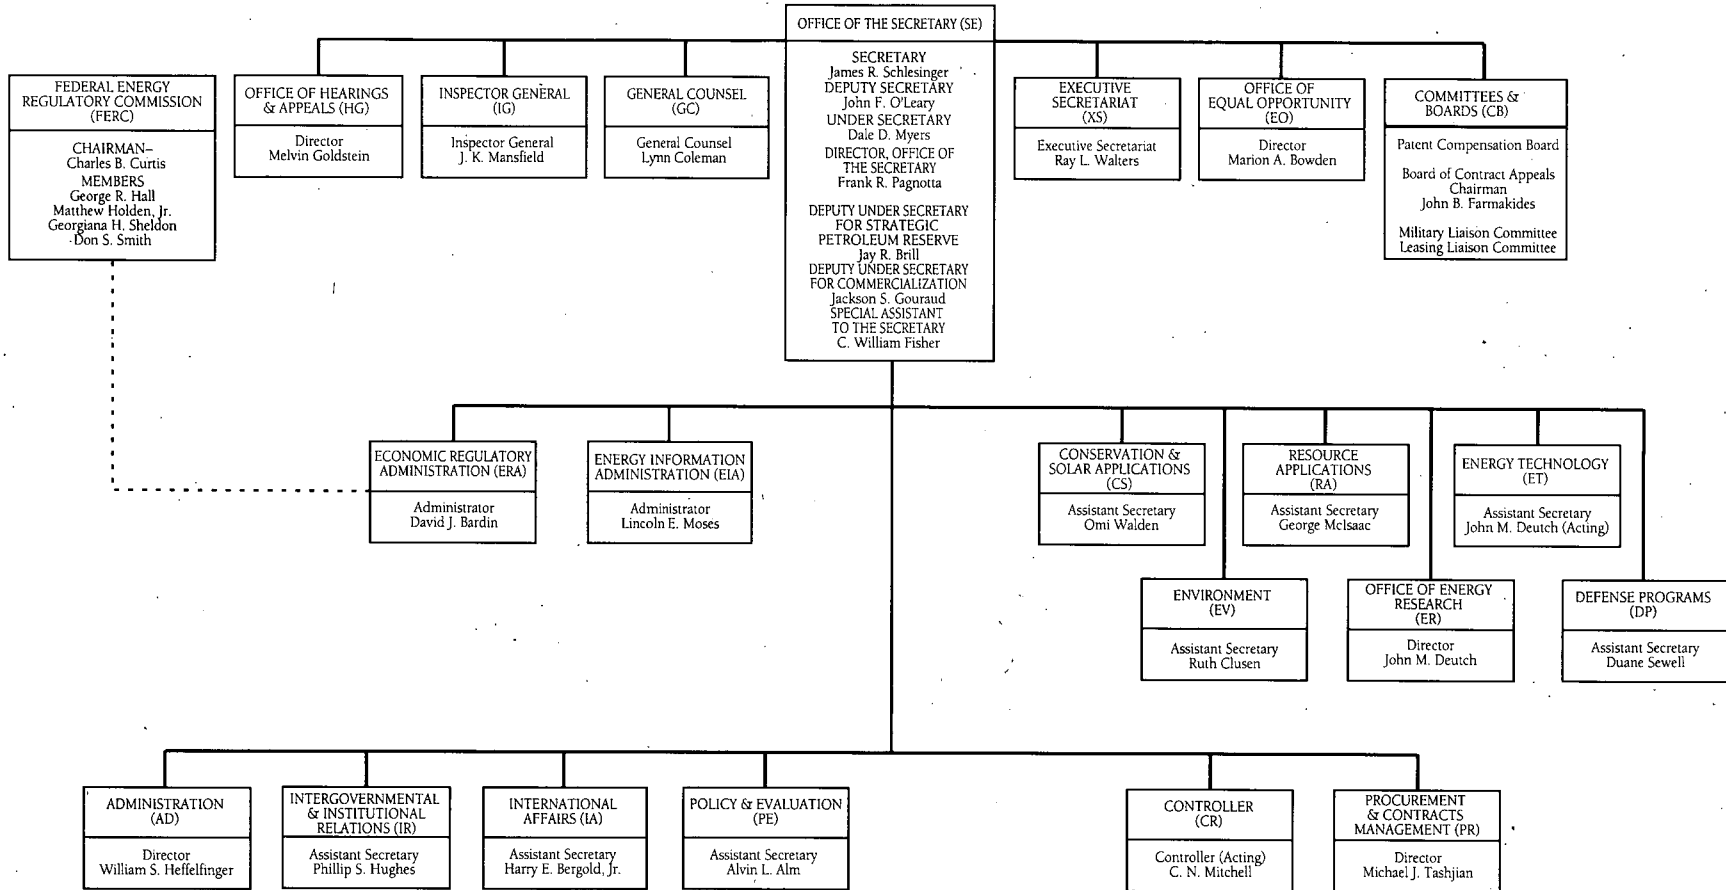 OFFICE OF THE SECRETARY (SE)
SECRETARY
James R. Schlesinger
DEPUTY SECRETARY
John F. O'Leary
UNDER SECRETARY
Dale D. Myers
DIRECTOR, OFFICE OF
THE SECRETARY
Frank R. Pagnotta
DEPUTY UNDER SECRETARY
FOR STRATEGIC
PETROLEUM RESERVE
Jay R. Brill
DEPUTY UNDER SECRETARY
FOR COMMERCIALIZATION
Jackson S. Gouraud
SPECIAL ASSISTANT
TO THE SECRETARY
C. William Fisher
FEDERAL ENERGY
REGULATORY COMMISSION
(FERC)
CHAIRMAN–
Charles B. Curtis
MEMBERS
George R. Hall
Matthew Holden, Jr.
Georgiana H. Sheldon
Don S. Smith
OFFICE OF HEARINGS
& APPEALS (HG)
Director
Melvin Goldstein
INSPECTOR GENERAL
(IG)
Inspector General
J. K. Mansfield
GENERAL COUNSEL
(GC)
General Counsel
Lynn Coleman
EXECUTIVE
SECRETARIAT
(XS)
Executive Secretariat
Ray L. Walters
OFFICE OF
EQUAL OPPORTUNITY
(EO)
Director
Marion A. Bowden
COMMITTEES &
BOARDS (CB)
Patent Compensation Board
Board of Contract Appeals
Chairman
John B. Farmakides
Military Liaison Committee
Leasing Liaison Committee
ECONOMIC REGULATORY
ADMINISTRATION (ERA)
Administrator
David J. Bardin
ENERGY INFORMATION
ADMINISTRATION (EIA)
Administrator
Lincoln E. Moses
CONSERVATION &
SOLAR APPLICATIONS
(CS)
Assistant Secretary
Omi Walden
RESOURCE
APPLICATIONS
(RA)
Assistant Secretary
George McIsaac
ENERGY TECHNOLOGY
(ET)
Assistant Secretary
John M. Deutch (Acting)
ENVIRONMENT
(EV)
Assistant Secretary
Ruth Clusen
OFFICE OF ENERGY
RESEARCH
(ER)
Director
John M. Deutch
DEFENSE PROGRAMS
(DP)
Assistant Secretary
Duane Sewell
ADMINISTRATION
(AD)
Director
William S. Heffelfinger
INTERGOVERNMENTAL
& INSTITUTIONAL
RELATIONS (IR)
Assistant Secretary
Phillip S. Hughes
INTERNATIONAL
AFFAIRS (IA)
Assistant Secretary
Harry E. Bergold, Jr.
POLICY & EVALUATION
(PE)
Assistant Secretary
Alvin L. Alm
CONTROLLER
(CR)
Controller (Acting)
C. N. Mitchell
PROCUREMENT
& CONTRACTS
MANAGEMENT (PR)
Director
Michael J. Tashjian